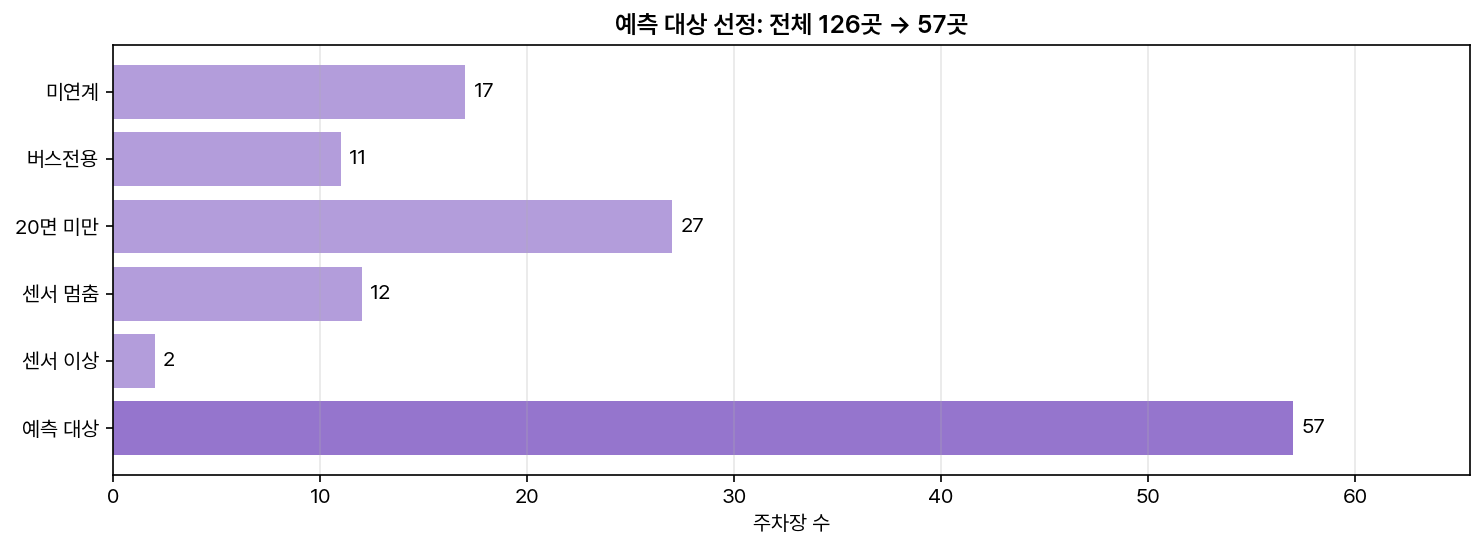 예측 대상 선정: 전체 126곳 → 57곳
미연계 17
버스전용 11
20면 미만 27
센서 멈춤 12
센서 이상 2
예측 대상 57
0 10 20 30 40 50 60
주차장 수